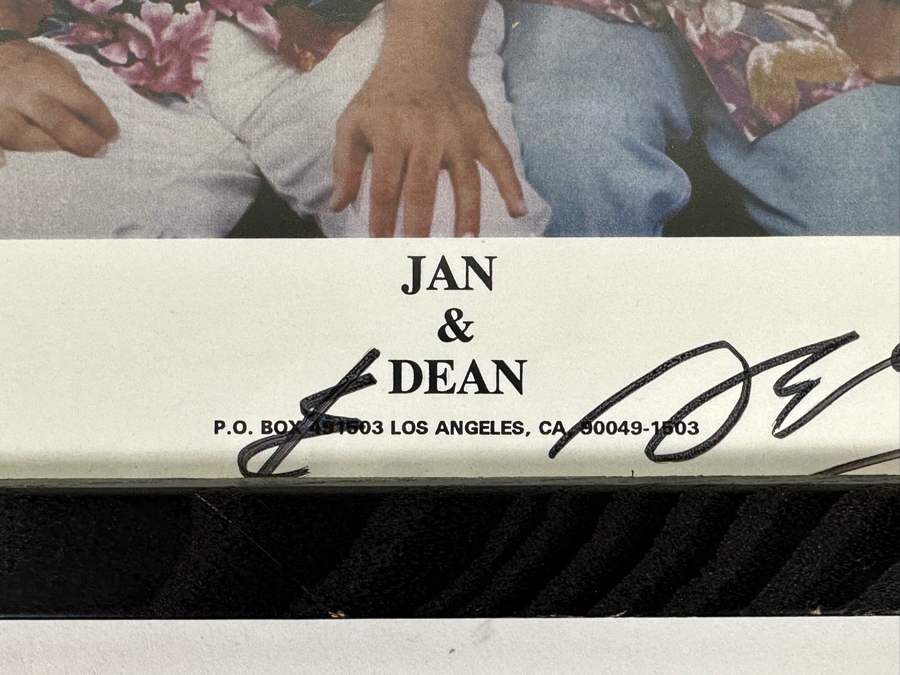 JAN
&
DEAN
P.O. BOX 491503 LOS ANGELES, CA 90049-1503